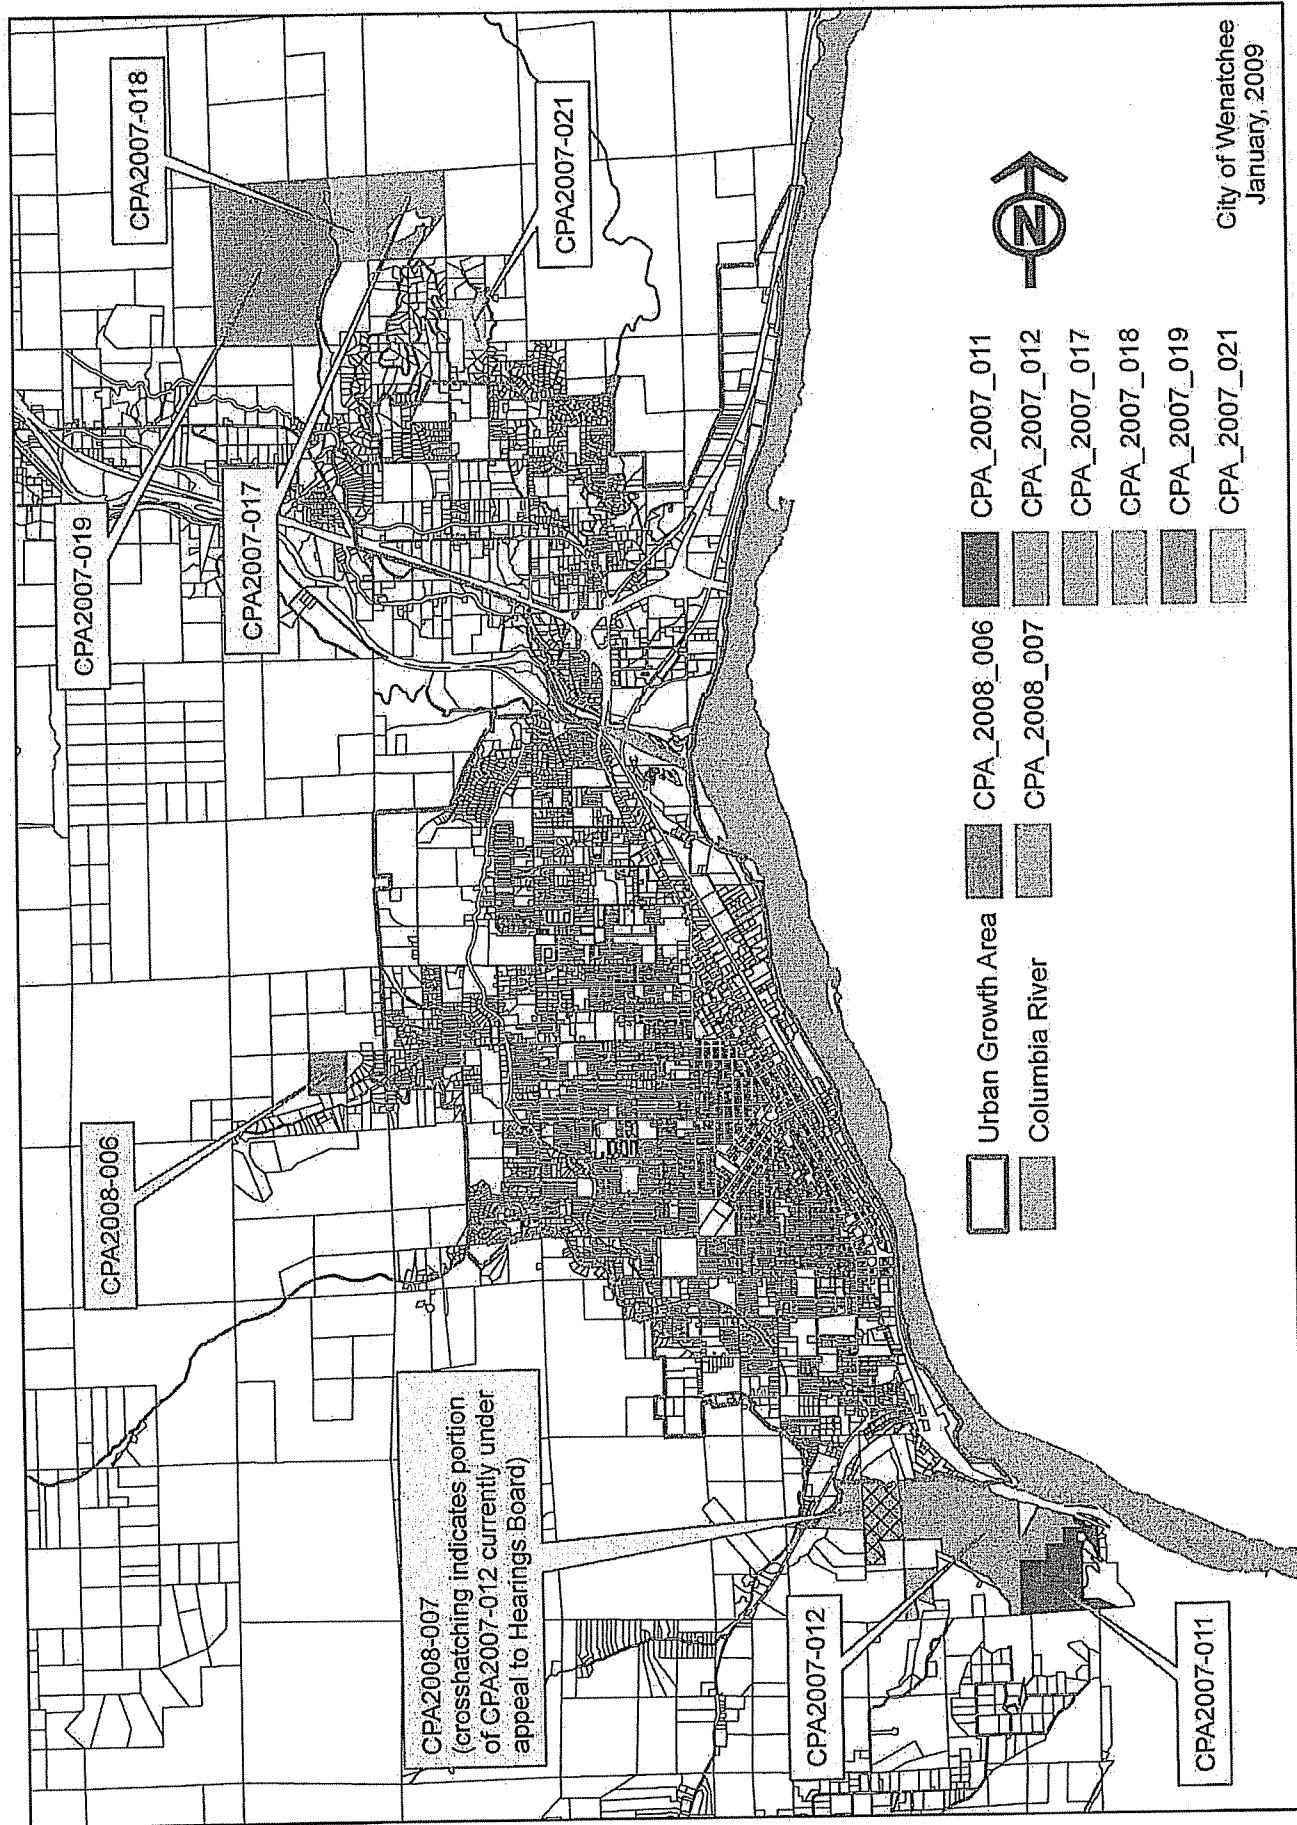 CPA2007-018
CPA2007-021
CPA2007-019
CPA2007-017
CPA2008-006
CPA2008-007
(crosshatching indicates portion
of CPA2007-012 currently under
appeal to Hearings Board)
CPA2007-012
CPA2007-011
Urban Growth Area
Columbia River
CPA_2008_006
CPA_2008_007
CPA_2007_011
CPA_2007_012
CPA_2007_017
CPA_2007_018
CPA_2007_019
CPA_2007_021
N
City of Wenatchee
January, 2009